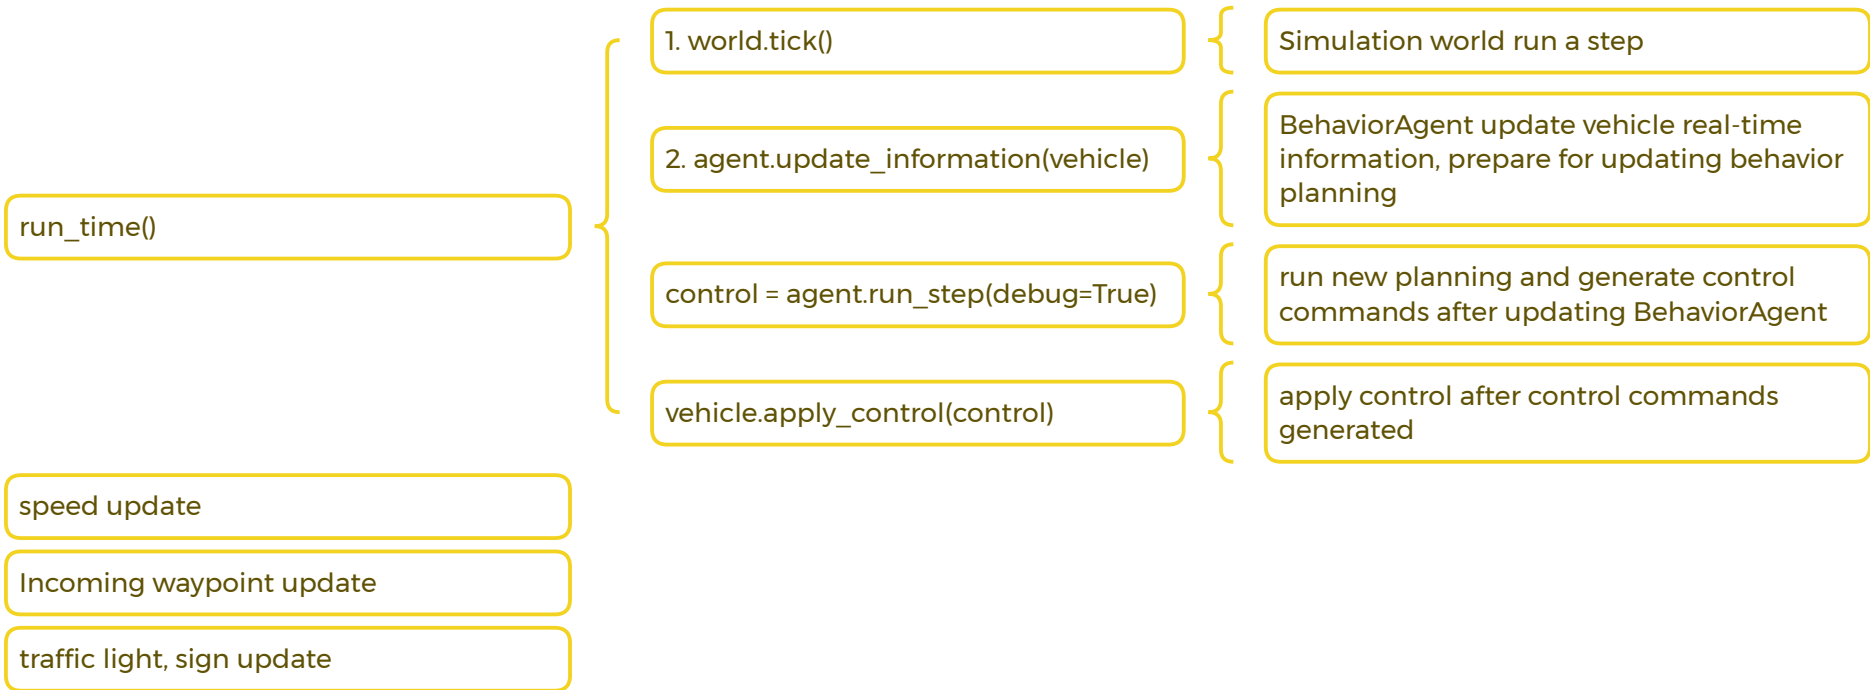 1. world.tick()
Simulation world run a step
2. agent.update_information(vehicle)
BehaviorAgent update vehicle real-time
information, prepare for updating behavior
planning
run_time()
control = agent.run_step(debug=True)
run new planning and generate control
commands after updating BehaviorAgent
vehicle.apply_control(control)
apply control after control commands
generated
speed update
Incoming waypoint update
traffic light, sign update